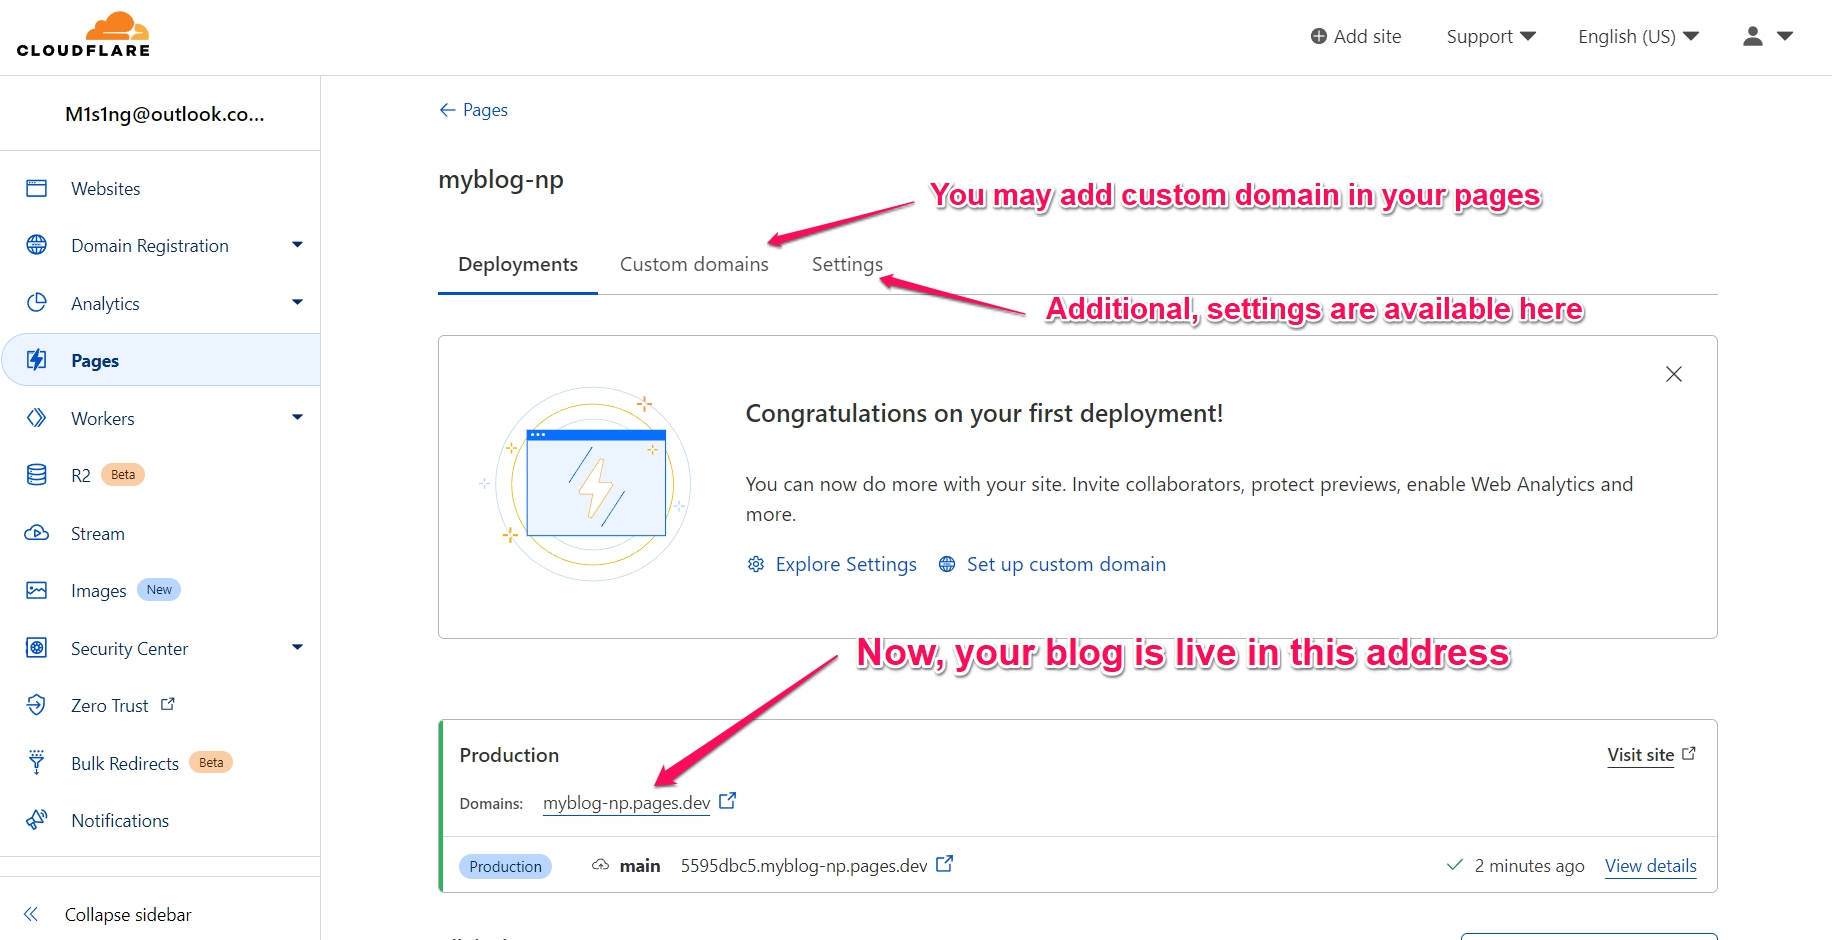 CLOUDFLARE
Add site
Support
English (US)
M1s1ng@outlook.co...
Websites
Domain Registration
Analytics
Pages
Workers
R2 Beta
Stream
Images New
Security Center
Zero Trust
Bulk Redirects Beta
Notifications
Collapse sidebar
Pages
myblog-np
You may add custom domain in your pages
Deployments
Custom domains
Settings
Additional, settings are available here
Congratulations on your first deployment!
You can now do more with your site. Invite collaborators, protect previews, enable Web Analytics and
more.
Explore Settings
Set up custom domain
Now, your blog is live in this address
Production
Visit site
Domains: myblog-np.pages.dev
Production main 5595dbc5.myblog-np.pages.dev 2 minutes ago View details